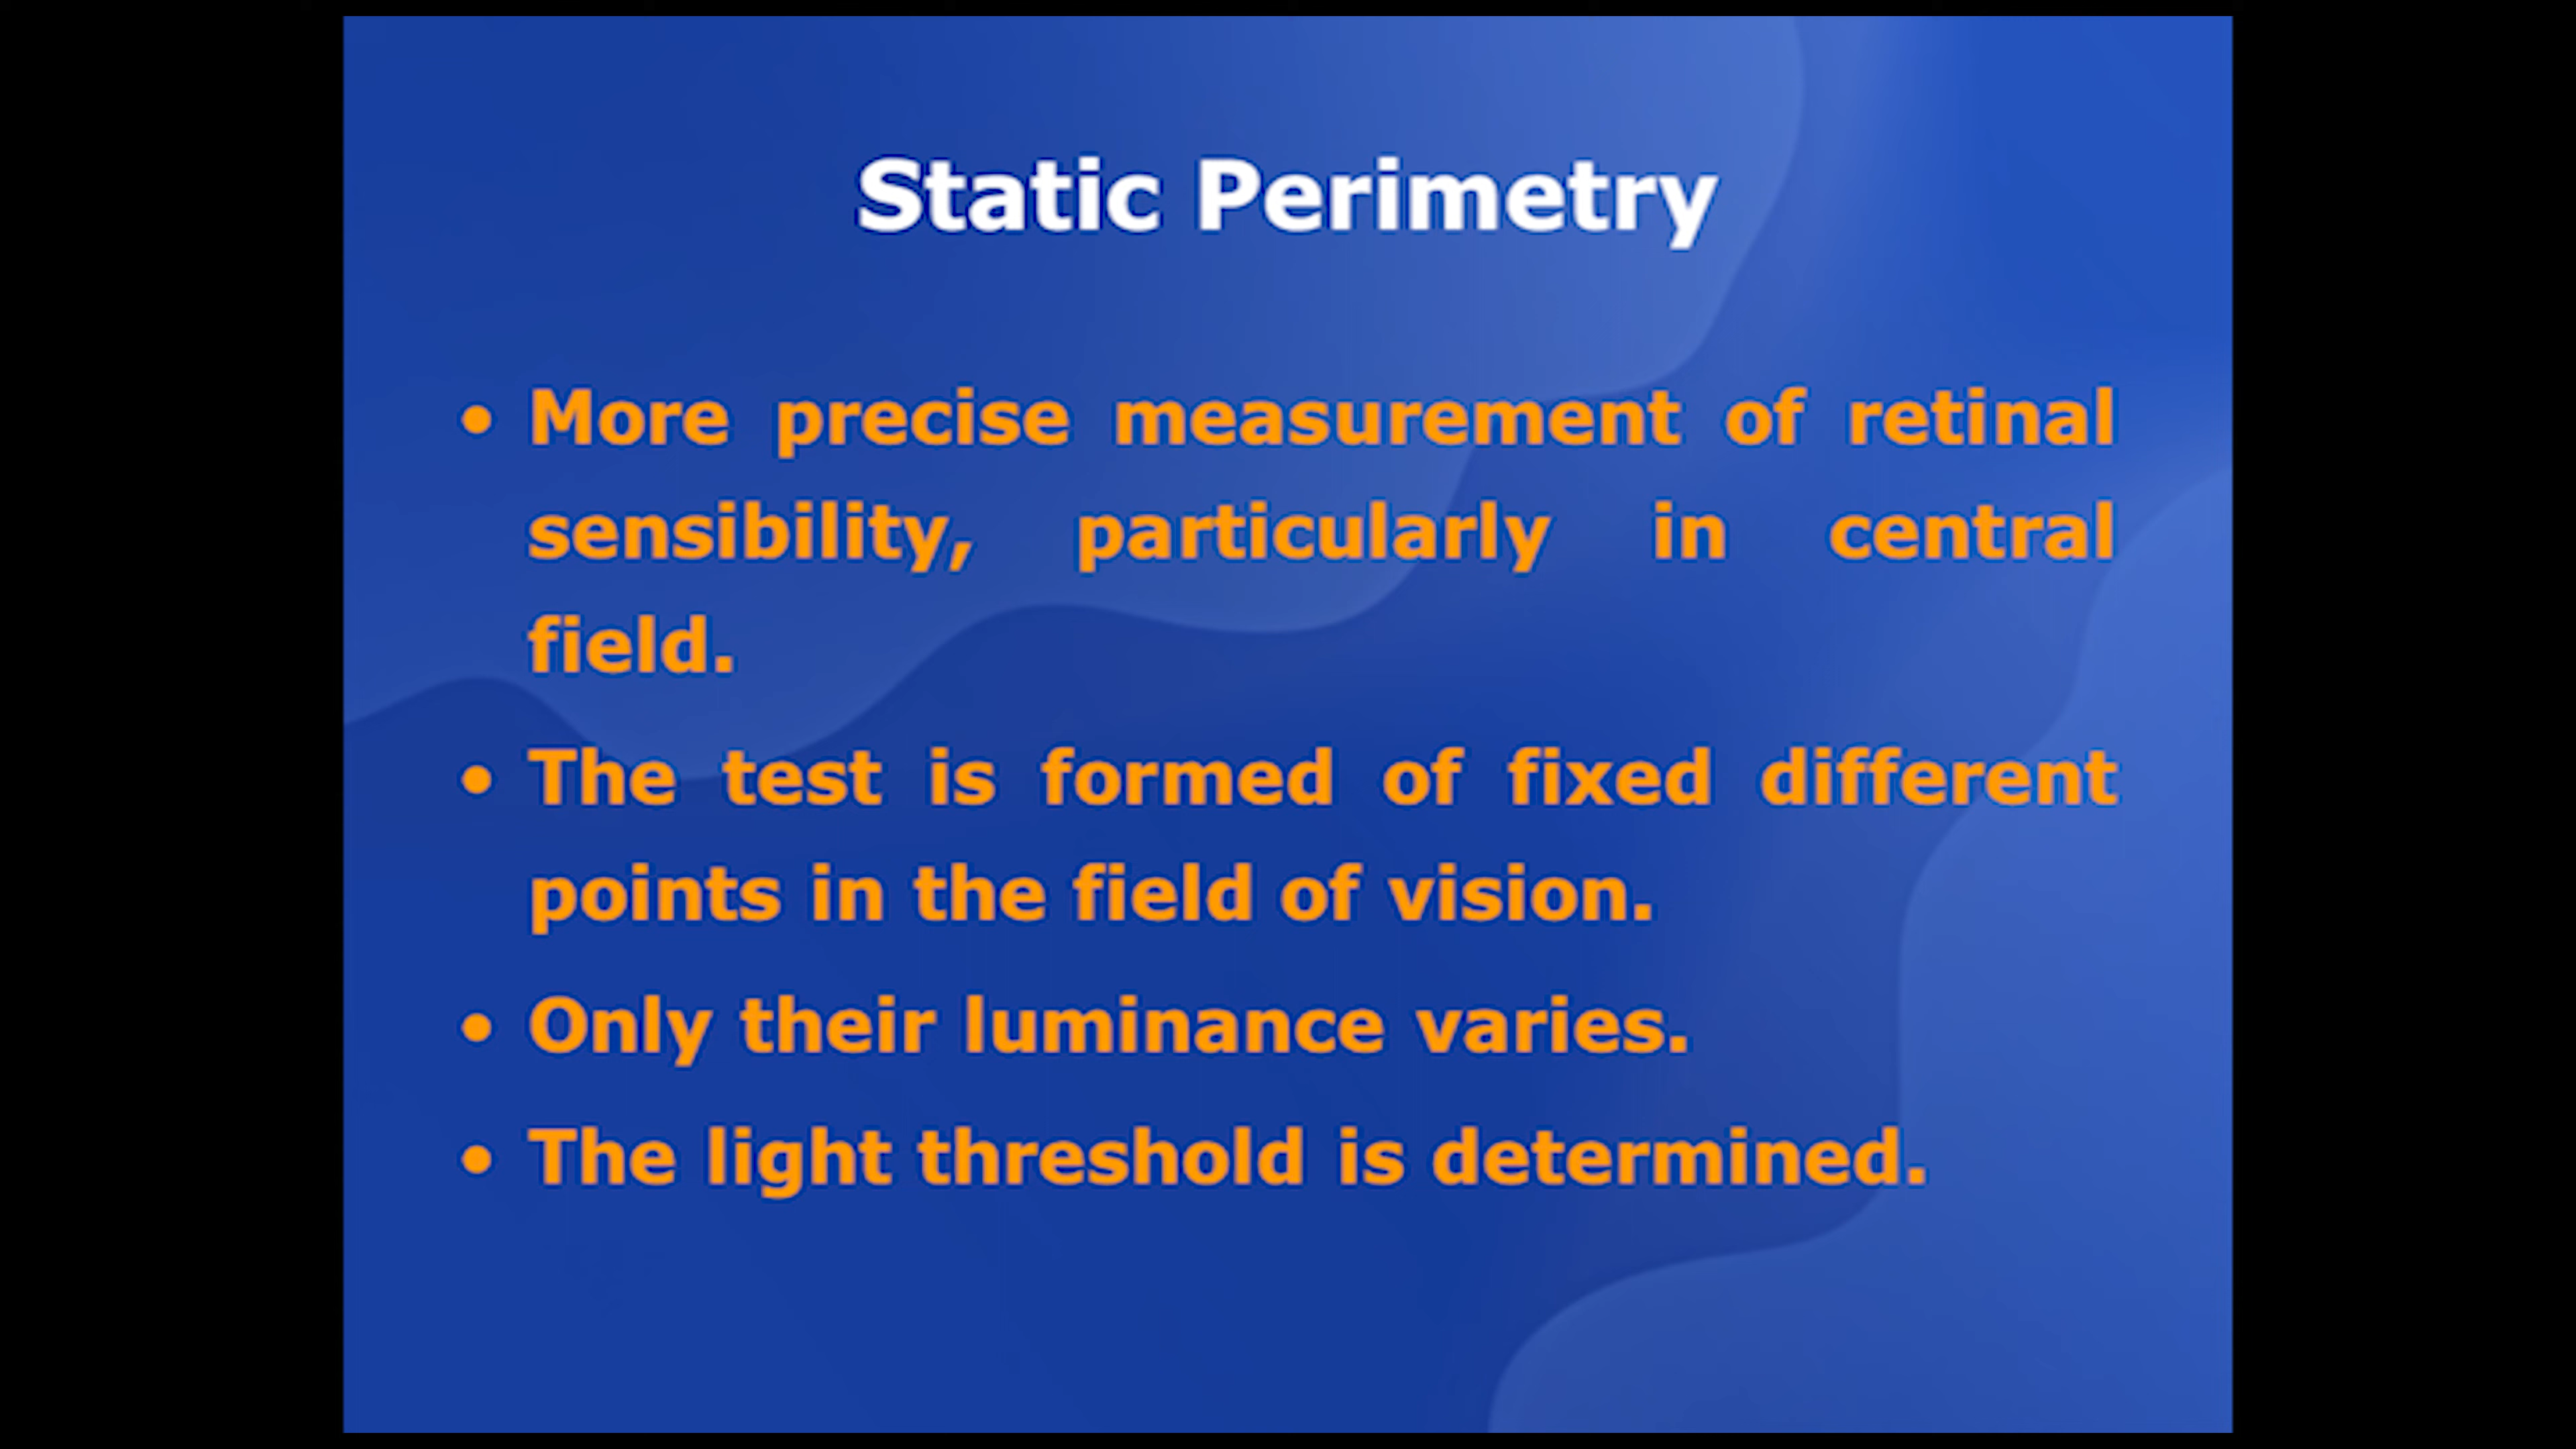 Static Perimetry
• More precise measurement of retinal
sensibility, particularly in central
field.
• The test is formed of fixed different
points in the field of vision.
• Only their luminance varies.
• The light threshold is determined.